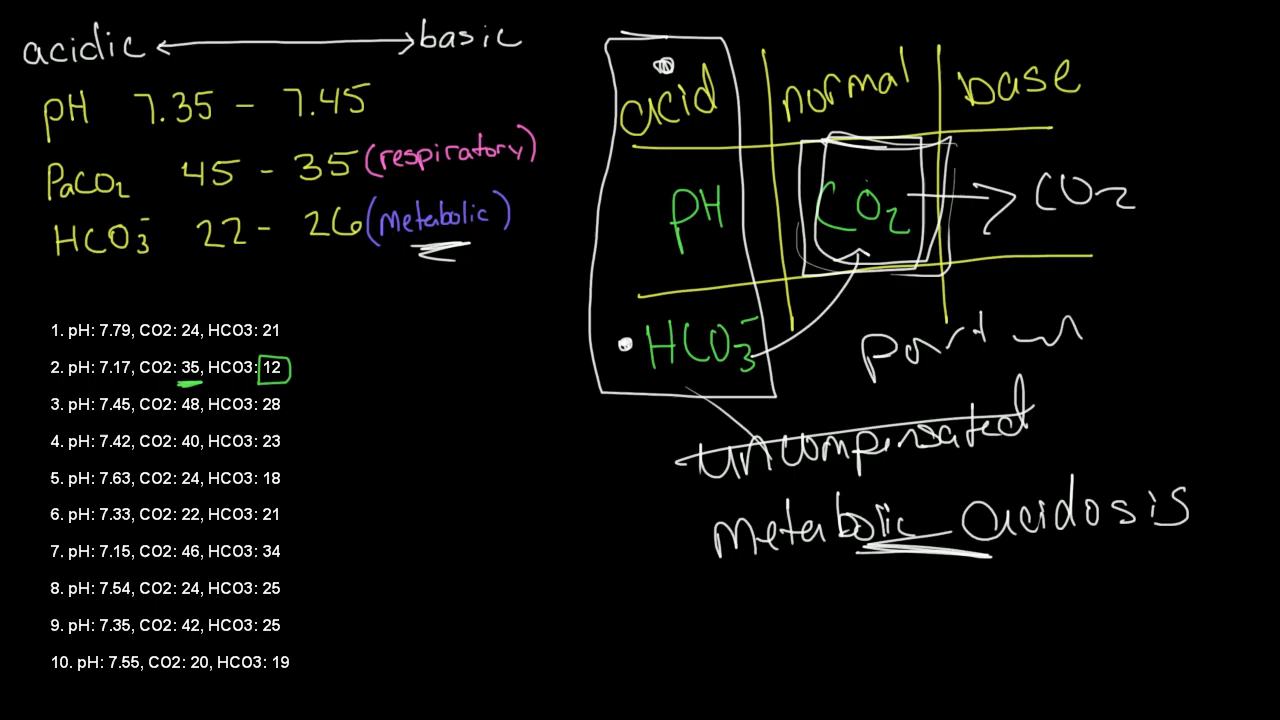 acidic basic
pH 7.35 - 7.45
PaCO2 45 - 35 (respiratory)
HCO3- 22 - 26 (metabolic)
1. pH: 7.79, CO2: 24, HCO3: 21
2. pH: 7.17, CO2: 35, HCO3: 12
3. pH: 7.45, CO2: 48, HCO3: 28
4. pH: 7.42, CO2: 40, HCO3: 23
5. pH: 7.63, CO2: 24, HCO3: 18
6. pH: 7.33, CO2: 22, HCO3: 21
7. pH: 7.15, CO2: 46, HCO3: 34
8. pH: 7.54, CO2: 24, HCO3: 25
9. pH: 7.35, CO2: 42, HCO3: 25
10. pH: 7.55, CO2: 20, HCO3: 19
acid normal base
pH CO2 CO2
HCO3-
part
uncompensated
metabolic acidosis